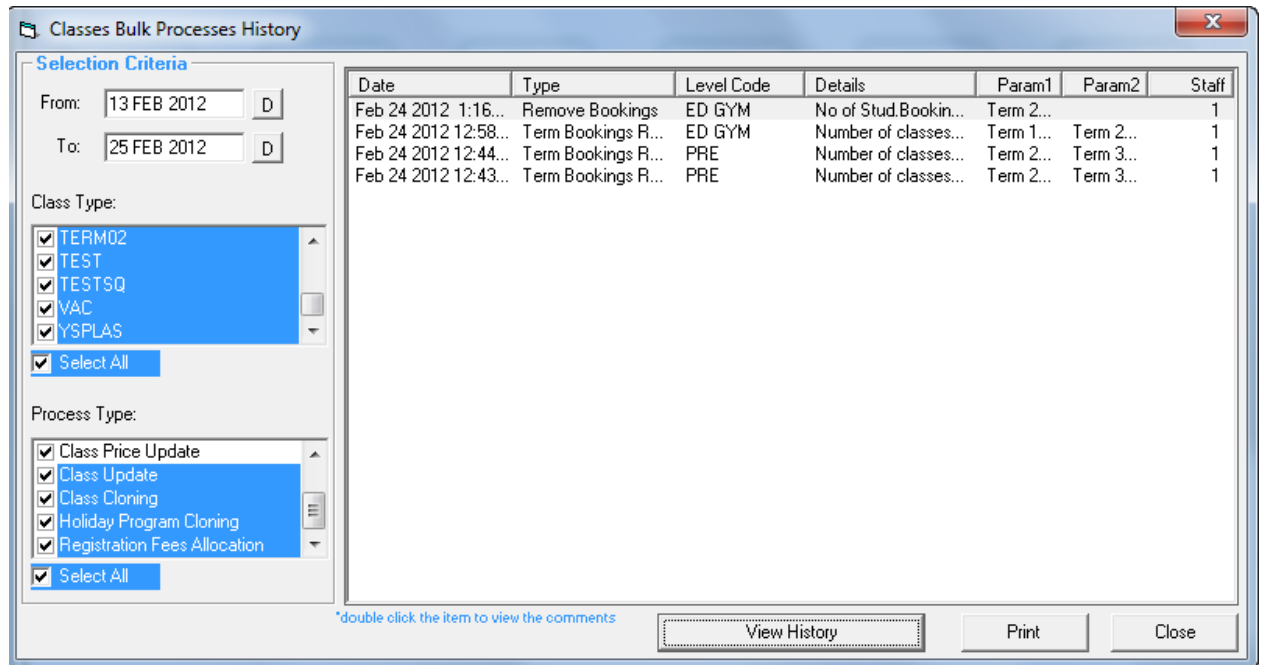 Classes Bulk Processes History
Selection Criteria
From: 13 FEB 2012 D
To: 25 FEB 2012 D
Class Type:
TERM02
TEST
TESTSQ
VAC
YSPLAS
Select All
Process Type:
Class Price Update
Class Update
Class Cloning
Holiday Program Cloning
Registration Fees Allocation
Select All
Date Type Level Code Details Param1 Param2 Staff
Feb 24 2012 1:16... Remove Bookings ED GYM No of Stud.Bookin... Term 2... 1
Feb 24 2012 12:58... Term Bookings R... ED GYM Number of classes... Term 1... Term 2... 1
Feb 24 2012 12:44... Term Bookings R... PRE Number of classes... Term 2... Term 3... 1
Feb 24 2012 12:43... Term Bookings R... PRE Number of classes... Term 2... Term 3... 1
*double click the item to view the comments
View History Print Close